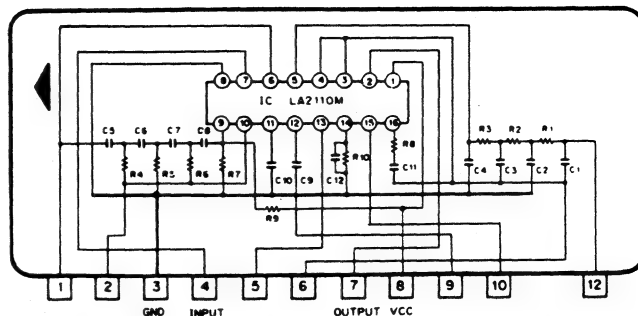 8 7 6 5 4 3 2 1
IC LA2110M
9 10 11 12 13 14 15 16
C5 C6 C7 C8
R3 R2 R1
R8
R10
R4 R5 R6 R7
C10 C9 C12 C11
C4 C3 C2 C1
R9
1 2 3 4 5 6 7 8 9 10 12
GND INPUT OUTPUT VCC